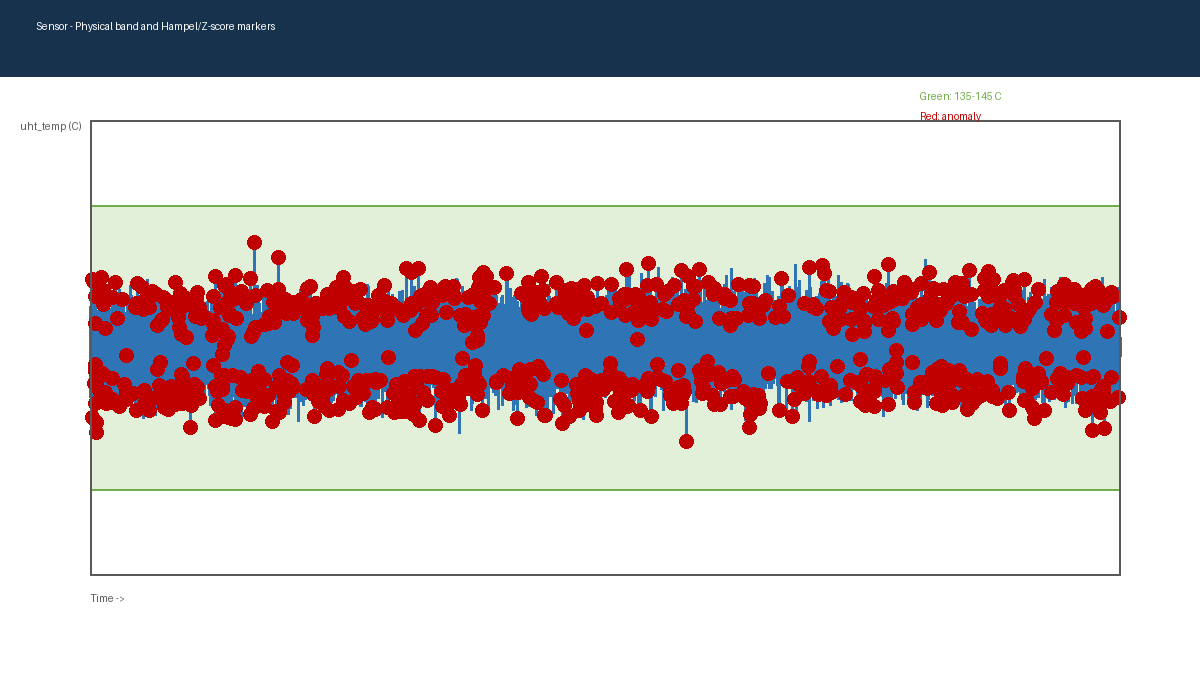 Sensor - Physical band and Hampel/Z-score markers
Green: 135-145 C
Red: anomaly
uht_temp (C)
Time ->